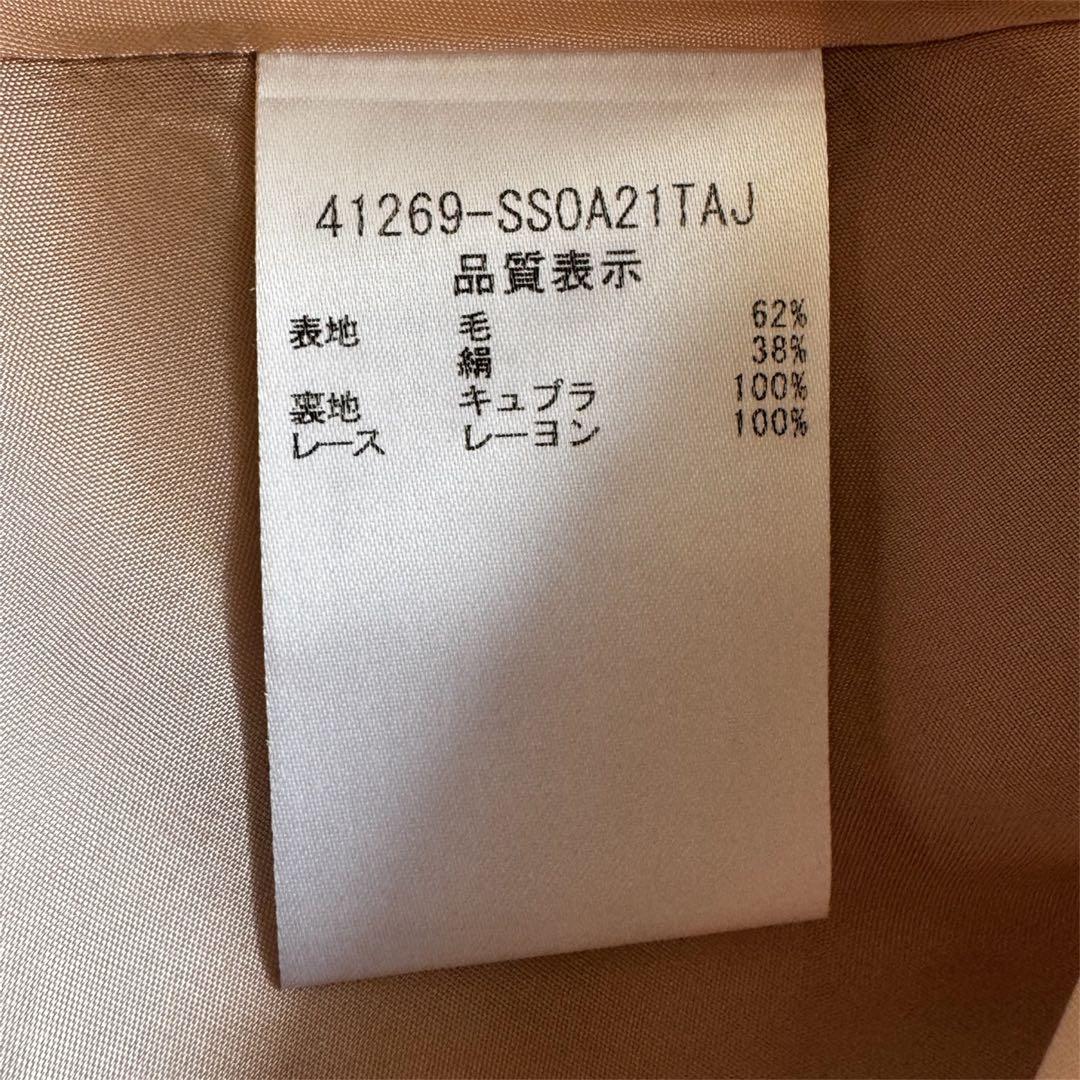 41269-SS0A21TAJ
品質表示
表地 毛 62%
絹 38%
裏地 キュプラ 100%
レース レーヨン 100%